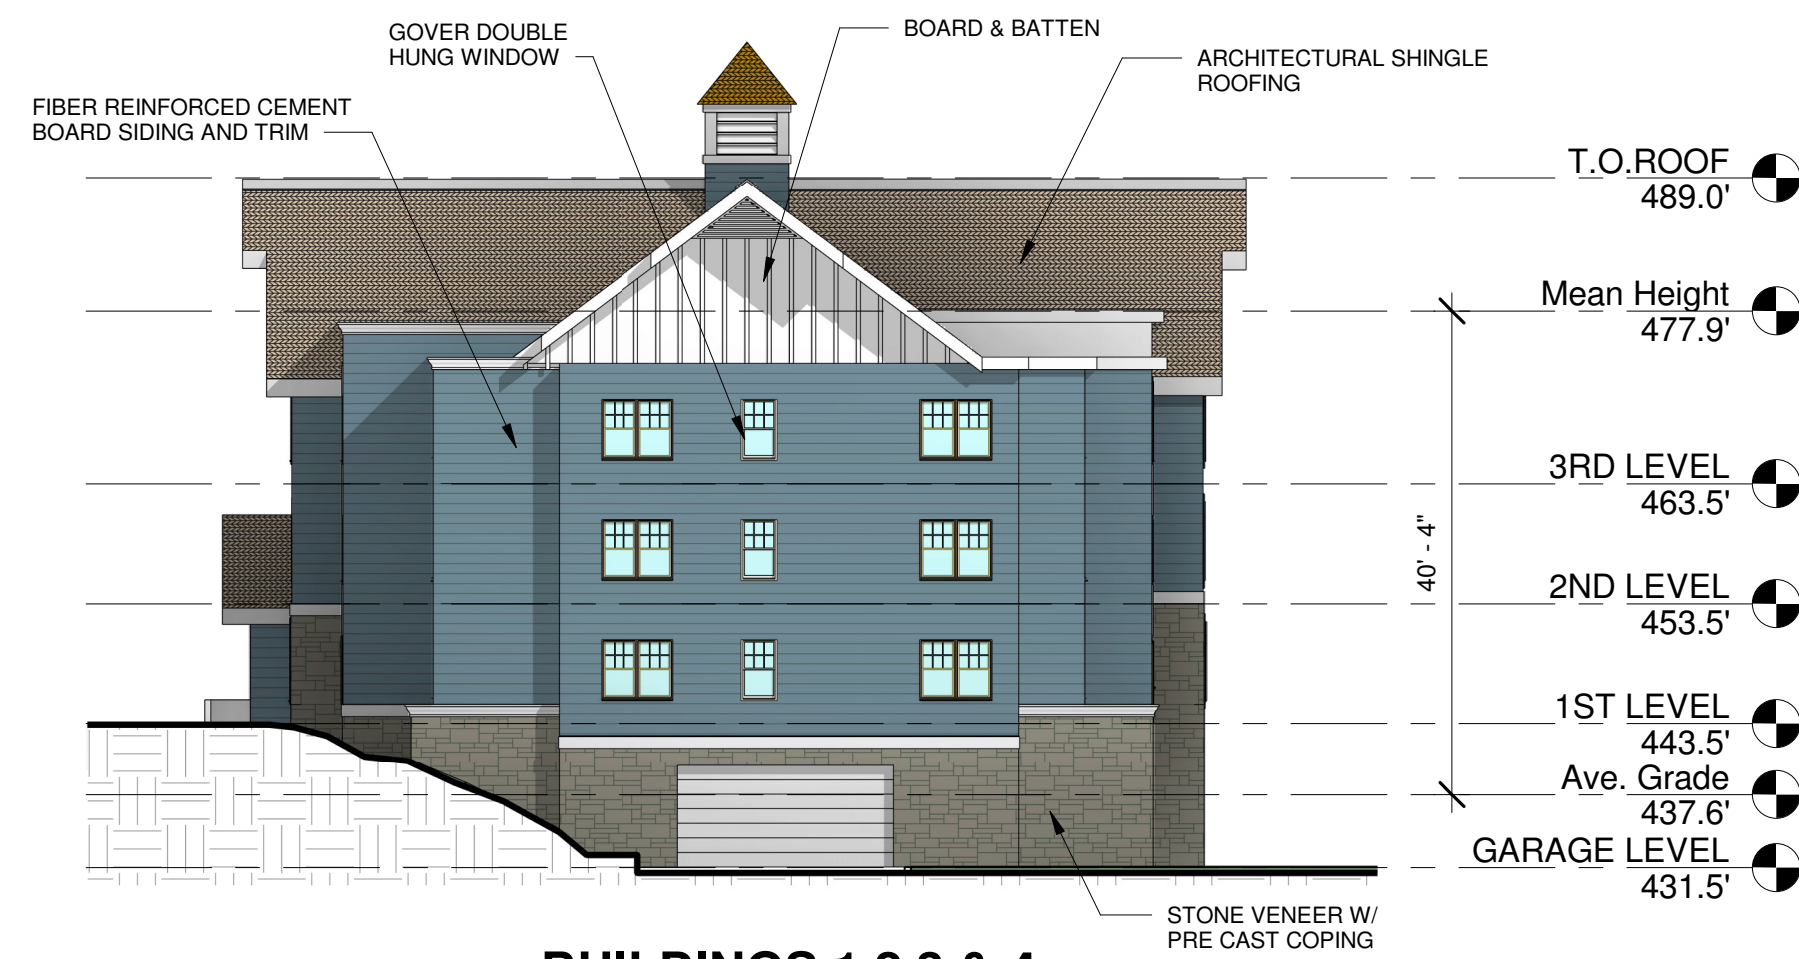 GOVER DOUBLE
HUNG WINDOW
BOARD & BATTEN
ARCHITECTURAL SHINGLE
ROOFING
FIBER REINFORCED CEMENT
BOARD SIDING AND TRIM
T.O.ROOF
489.0'
Mean Height
477.9'
3RD LEVEL
463.5'
40' - 4"
2ND LEVEL
453.5'
1ST LEVEL
443.5'
Ave. Grade
437.6'
GARAGE LEVEL
431.5'
STONE VENEER W/
PRE CAST COPING